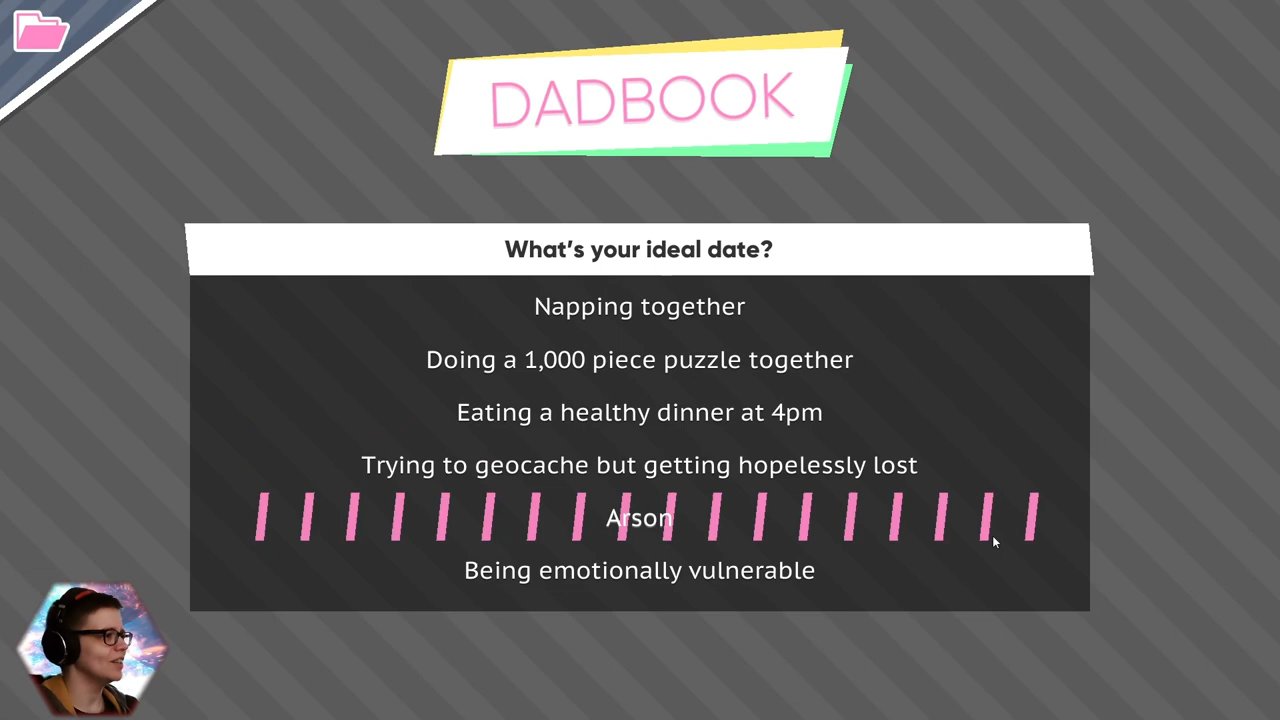 DADBOOK
What's your ideal date?
Napping together
Doing a 1,000 piece puzzle together
Eating a healthy dinner at 4pm
Trying to geocache but getting hopelessly lost
Arson
Being emotionally vulnerable